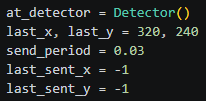 at_detector = Detector()
last_x, last_y = 320, 240
send_period = 0.03
last_sent_x = -1
last_sent_y = -1